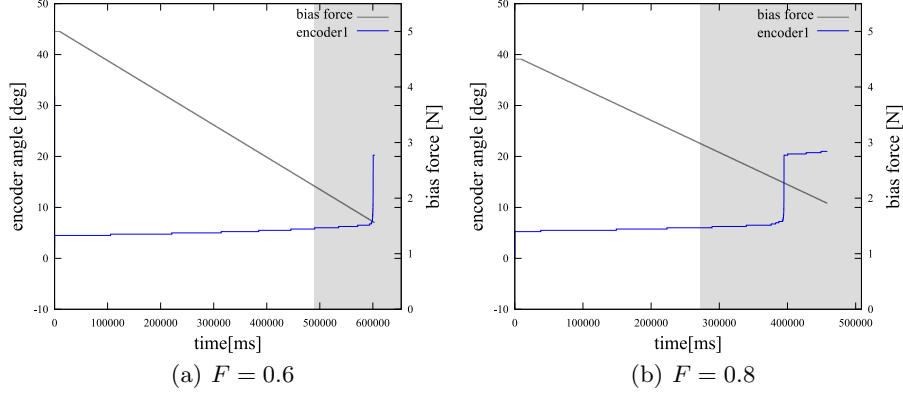 bias force
encoder1
50
40
30
20
10
0
-10
5
4
3
2
1
0
encoder angle [deg]
bias force [N]
0 100000 200000 300000 400000 500000 600000
time[ms]
(a) F = 0.6
bias force
encoder1
50
40
30
20
10
0
-10
5
4
3
2
1
0
encoder angle [deg]
bias force [N]
0 100000 200000 300000 400000 500000
time[ms]
(b) F = 0.8